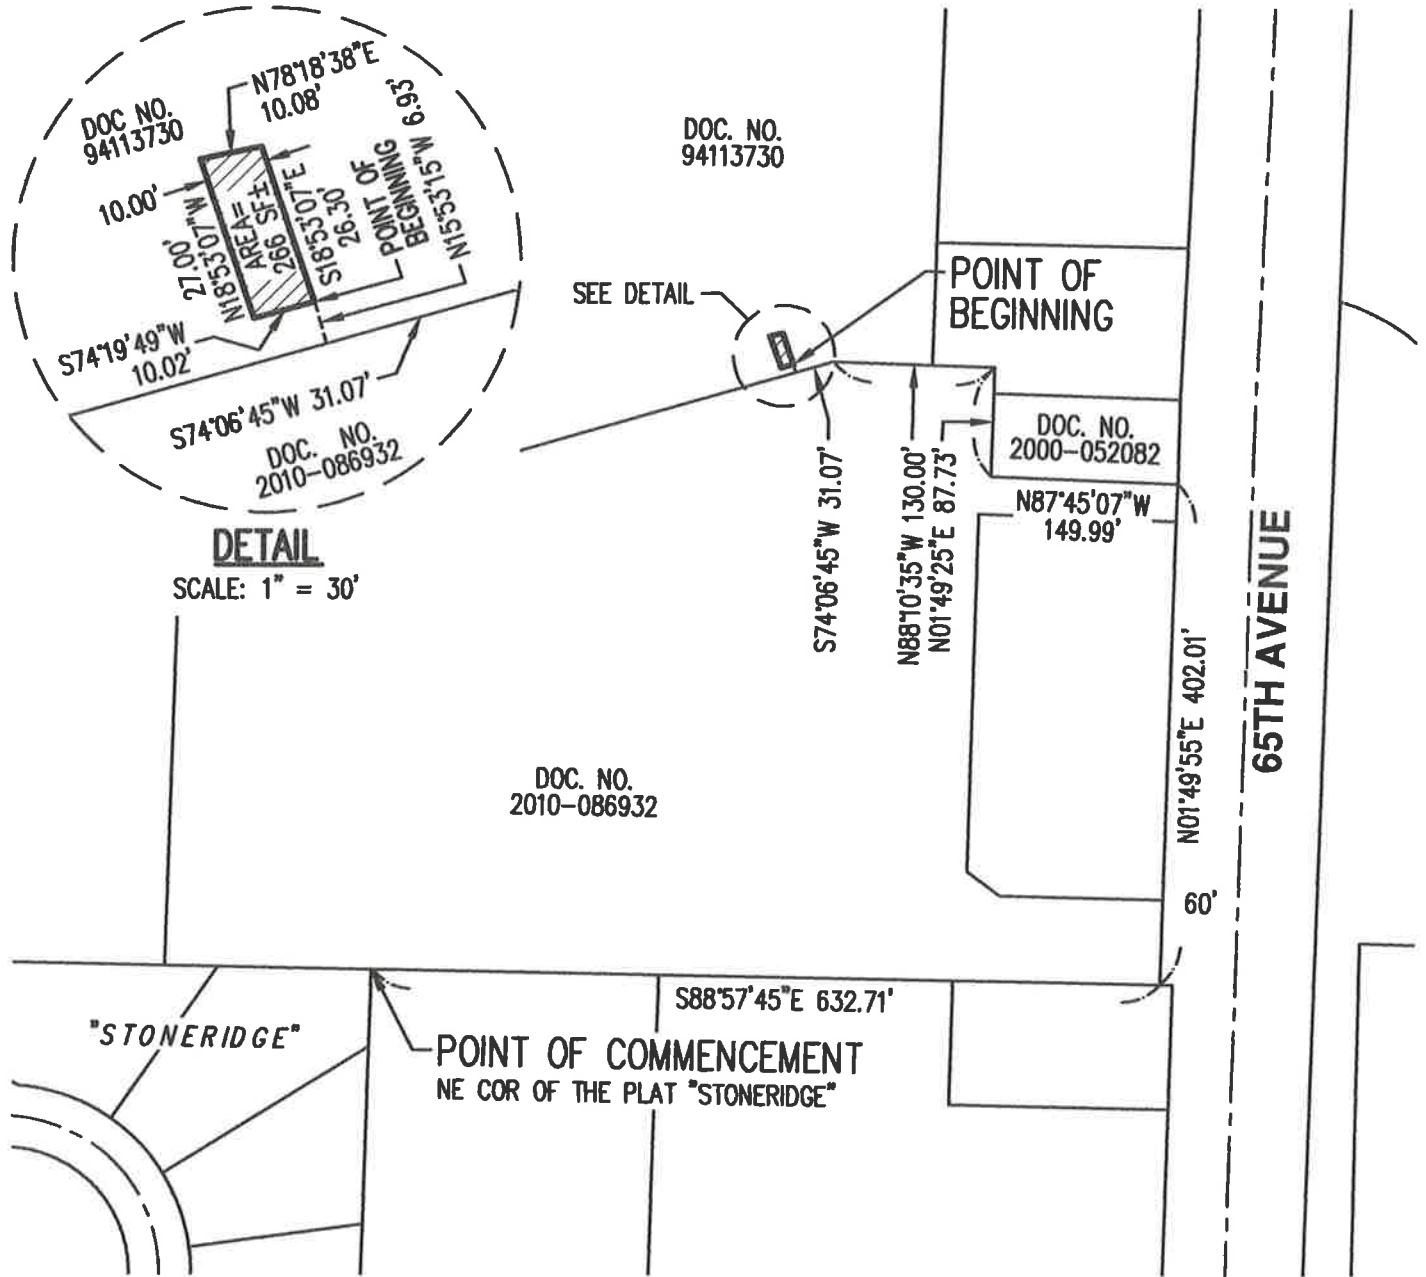 N78°18'38"E
10.08'
DOC NO.
94113730
10.00'
N18°53'07"W
27.00'
AREA=
266 SF±
S18°53'07"E
26.30'
POINT OF
BEGINNING
N15°53'15"W 6.93'
S74°19'49"W
10.02'
S74°06'45"W 31.07'
DOC. NO.
2010-086932
DETAIL
SCALE: 1" = 30'
DOC. NO.
94113730
SEE DETAIL
POINT OF
BEGINNING
DOC. NO.
2000-052082
N87°45'07"W
149.99'
S74°06'45"W 31.07'
N88°10'35"W 130.00'
N01°49'25"E 87.73'
65TH AVENUE
N01°49'55"E 402.01'
60'
DOC. NO.
2010-086932
S88°57'45"E 632.71'
"STONERIDGE"
POINT OF COMMENCEMENT
NE COR OF THE PLAT "STONERIDGE"